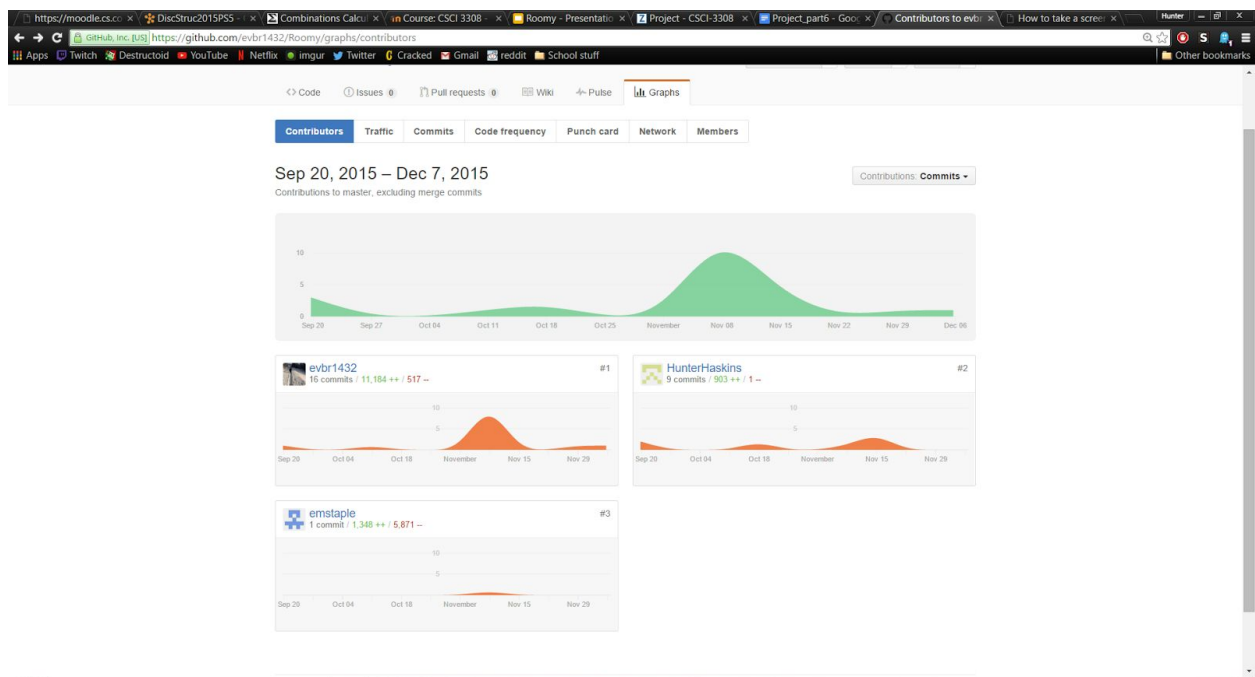 https://moodle.cs.co DiscStruc2015PS5 - Combinations Calcul Course: CSCI 3308 - Roomy - Presentatio Project - CSCI-3308 Project_part6 - Goog Contributors to evbr How to take a screen Hunter
GitHub, Inc. [US] https://github.com/evbr1432/Roomy/graphs/contributors
Apps Twitch Destructoid YouTube Netflix imgur Twitter Cracked Gmail reddit School stuff Other bookmarks
Code Issues 0 Pull requests 0 Wiki Pulse Graphs
Contributors Traffic Commits Code frequency Punch card Network Members
Sep 20, 2015 – Dec 7, 2015
Contributions: Commits
Contributions to master, excluding merge commits
10
5
0
Sep 20 Sep 27 Oct 04 Oct 11 Oct 18 Oct 25 November Nov 08 Nov 15 Nov 22 Nov 29 Dec 06
evbr1432 #1
16 commits / 11,184 ++ / 517 --
10
5
Sep 20 Oct 04 Oct 18 November Nov 15 Nov 29
HunterHaskins #2
9 commits / 903 ++ / 1 --
10
5
Sep 20 Oct 04 Oct 18 November Nov 15 Nov 29
emstaple #3
1 commit / 1,348 ++ / 5,871 --
10
5
Sep 20 Oct 04 Oct 18 November Nov 15 Nov 29